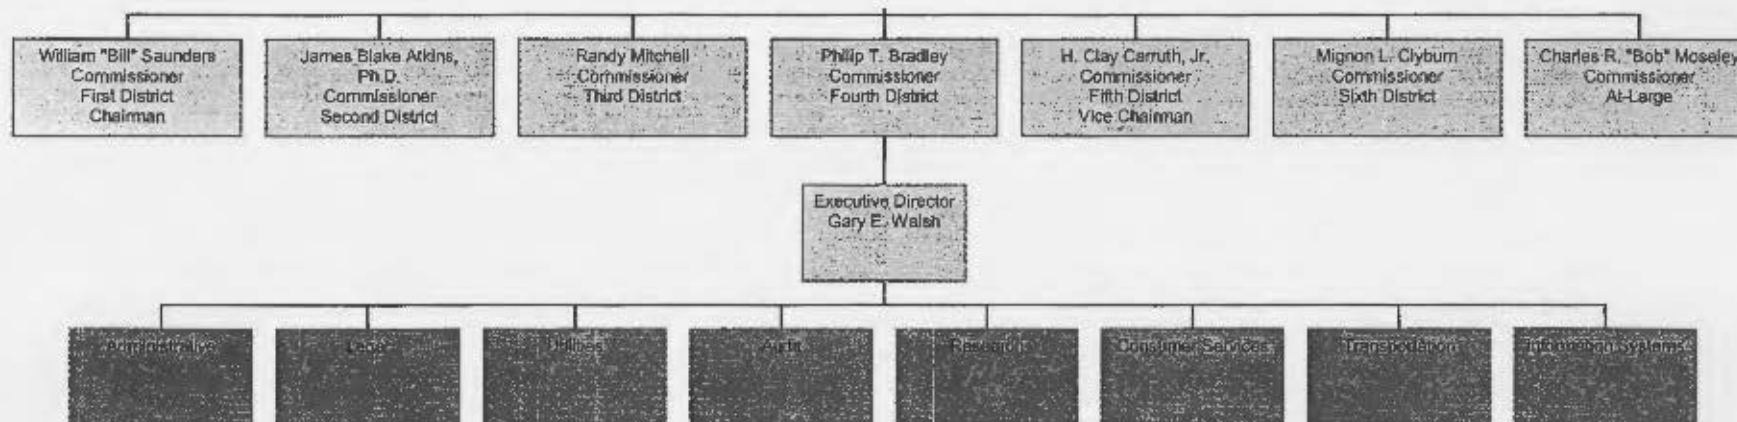 William "Bill" Saunders
Commissioner
First District
Chairman
James Blake Atkins,
Ph.D.
Commissioner
Second District
Randy Mitchell
Commissioner
Third District
Philip T. Bradley
Commissioner
Fourth District
H. Clay Carruth, Jr.
Commissioner
Fifth District
Vice Chairman
Mignon L. Clyburn
Commissioner
Sixth District
Charles R. "Bob" Moseley
Commissioner
At-Large
Executive Director
Gary E. Walsh
Administrative
Legal
Utilities
Audit
Research
Consumer Services
Transportation
Information Systems